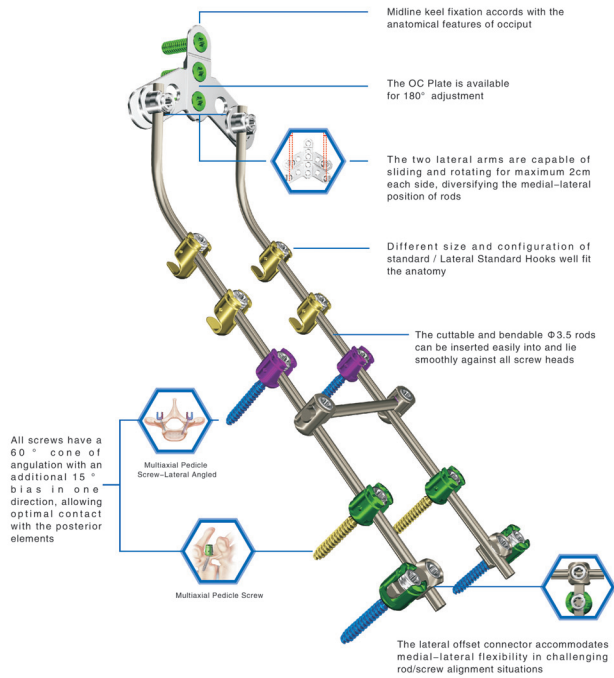 Midline keel fixation accords with the
anatomical features of occiput
The OC Plate is available
for 180° adjustment
The two lateral arms are capable of
sliding and rotating for maximum 2cm
each side, diversifying the medial-lateral
position of rods
Different size and configuration of
standard / Lateral Standard Hooks well fit
the anatomy
The cuttable and bendable Φ3.5 rods
can be inserted easily into and lie
smoothly against all screw heads
All screws have a
60° cone of
angulation with an
additional 15°
bias in one
direction, allowing
optimal contact
with the posterior
elements
Multiaxial Pedicle
Screw-Lateral Angled
Multiaxial Pedicle Screw
The lateral offset connector accommodates
medial-lateral flexibility in challenging
rod/screw alignment situations